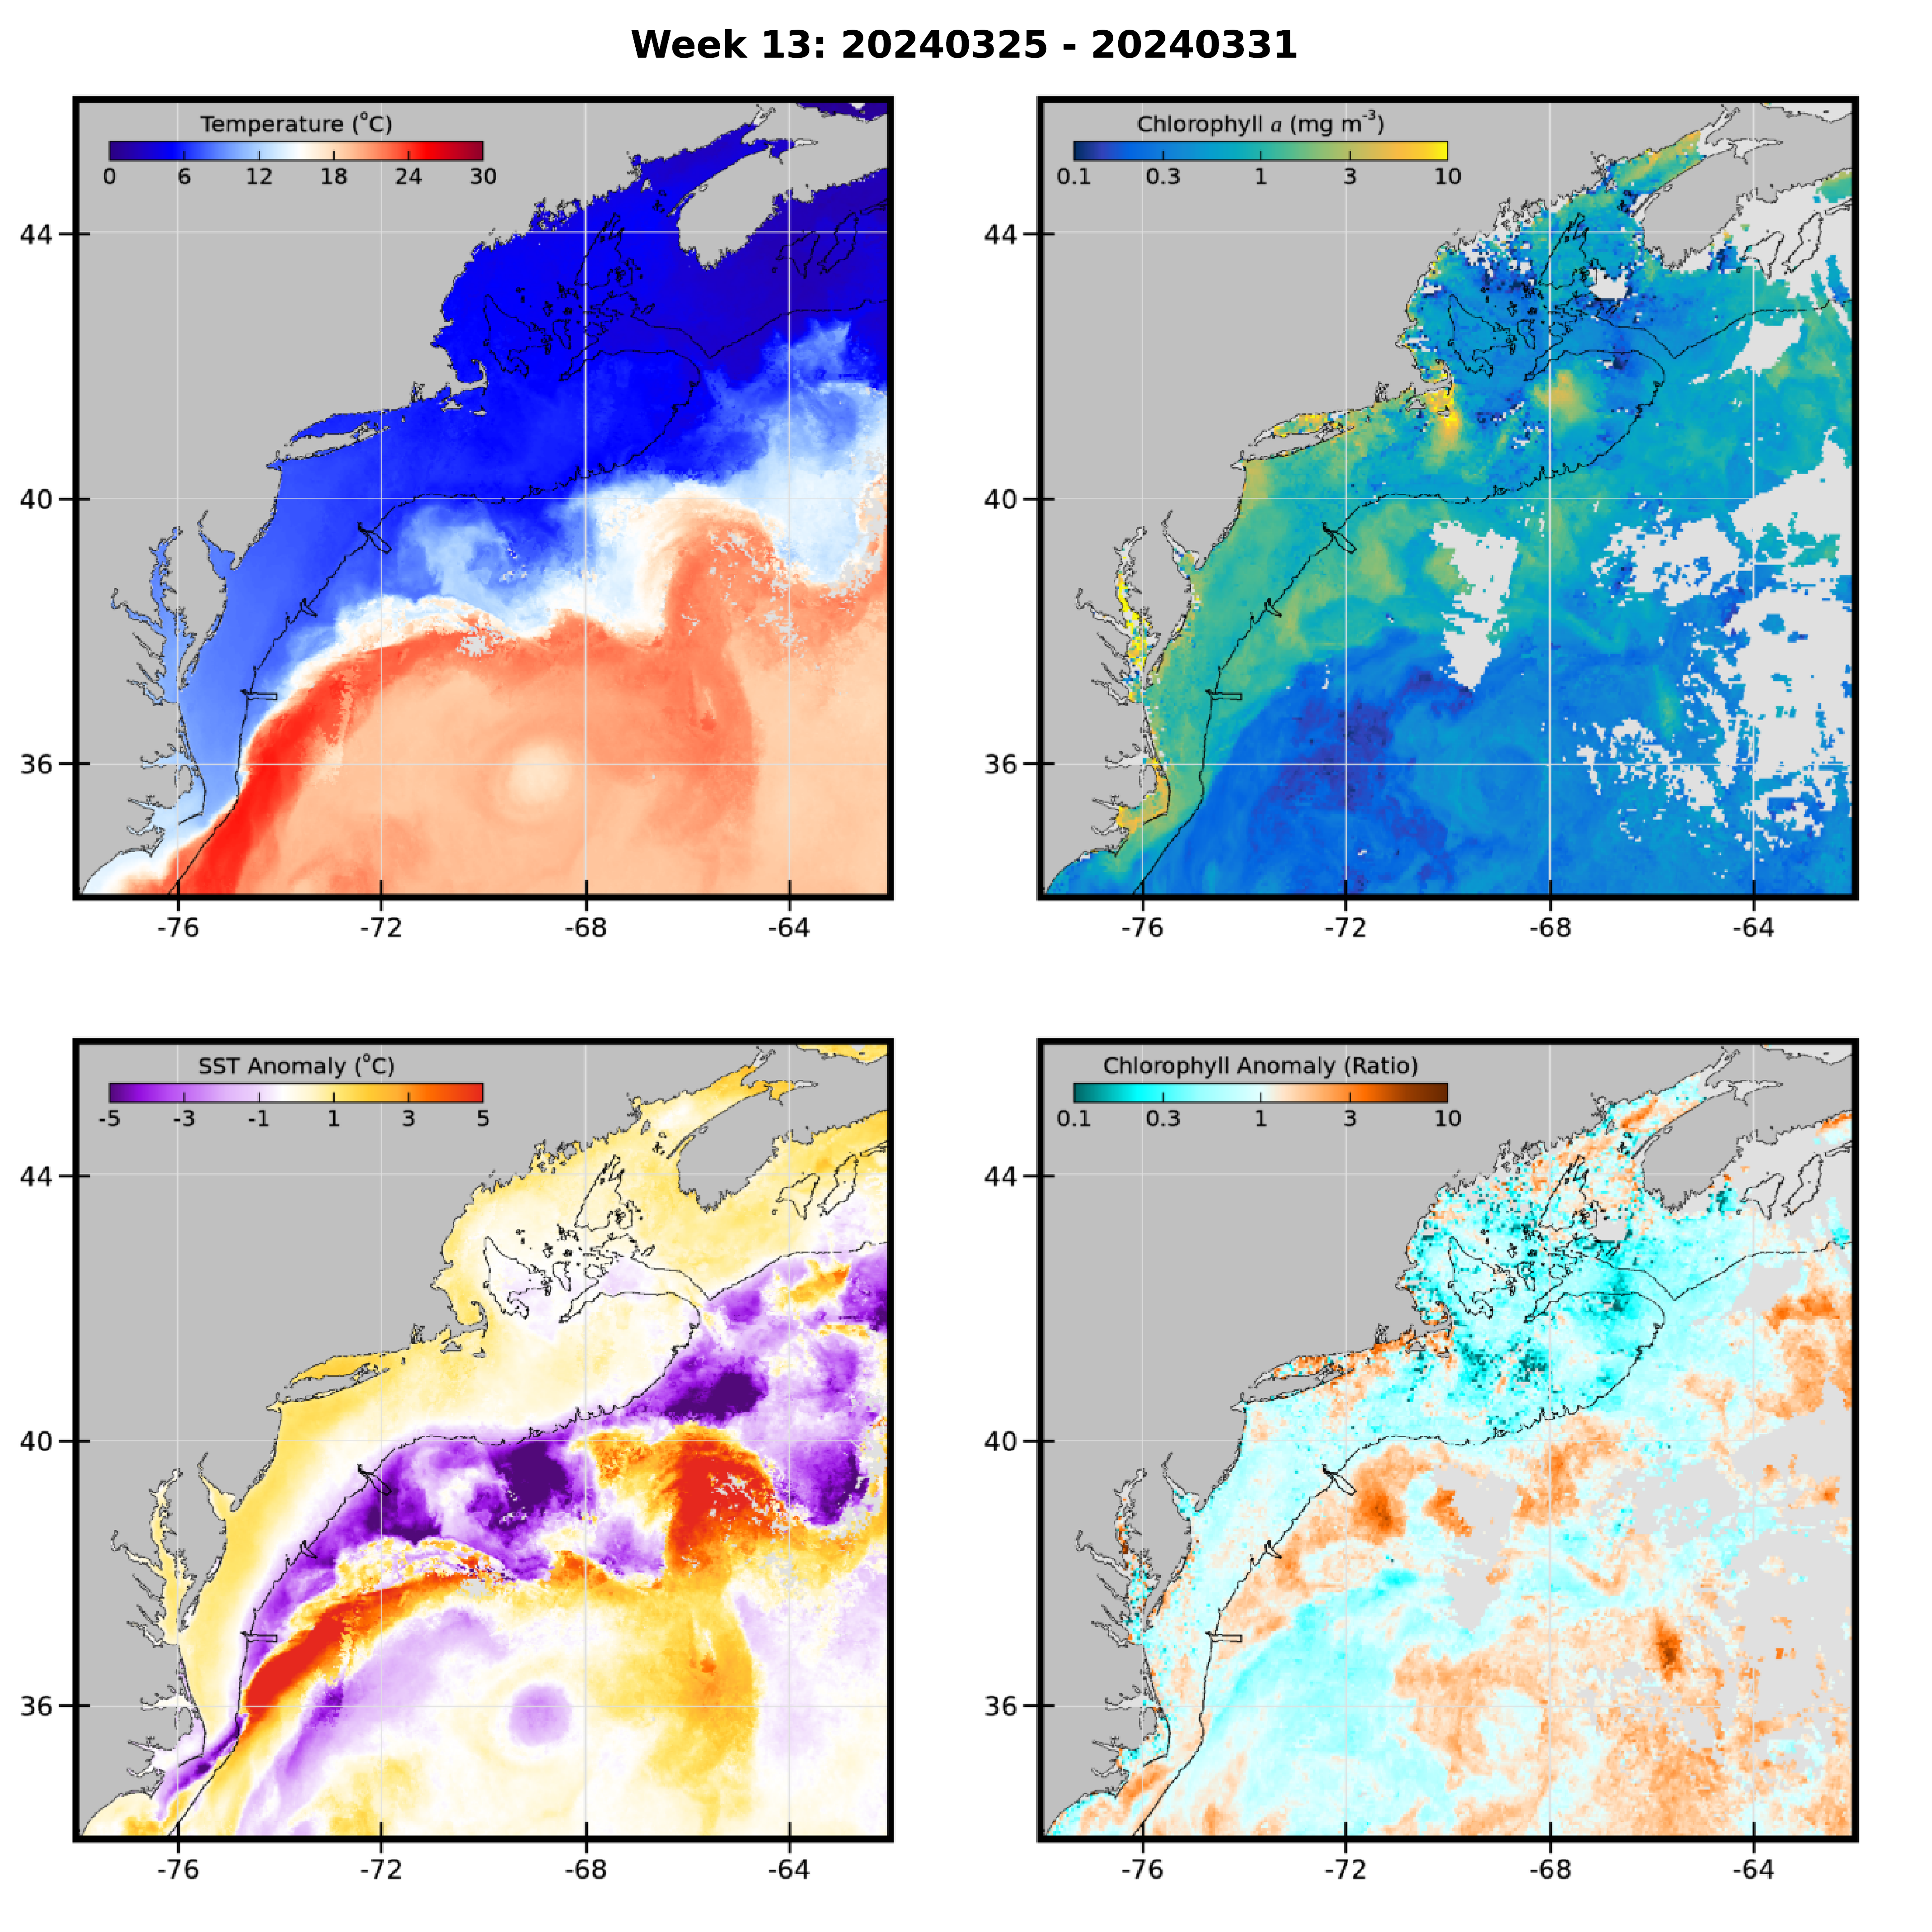 Week 13: 20240325 - 20240331
Temperature (°C)
0 6 12 18 24 30
44
40
36
-76 -72 -68 -64
Chlorophyll a (mg m⁻³)
0.1 0.3 1 3 10
44
40
36
-76 -72 -68 -64
SST Anomaly (°C)
-5 -3 -1 1 3 5
44
40
36
-76 -72 -68 -64
Chlorophyll Anomaly (Ratio)
0.1 0.3 1 3 10
44
40
36
-76 -72 -68 -64